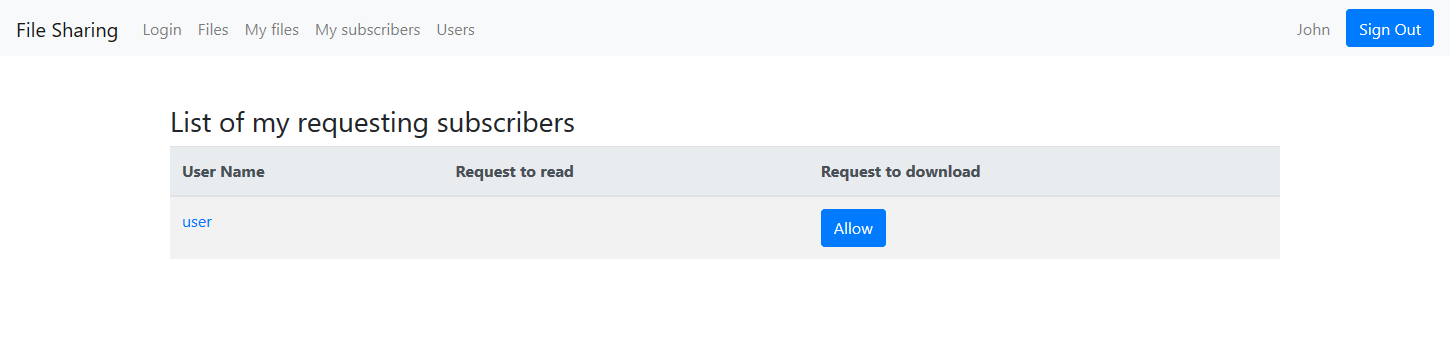 File Sharing Login Files My files My subscribers Users John Sign Out
List of my requesting subscribers
User Name Request to read Request to download
user Allow